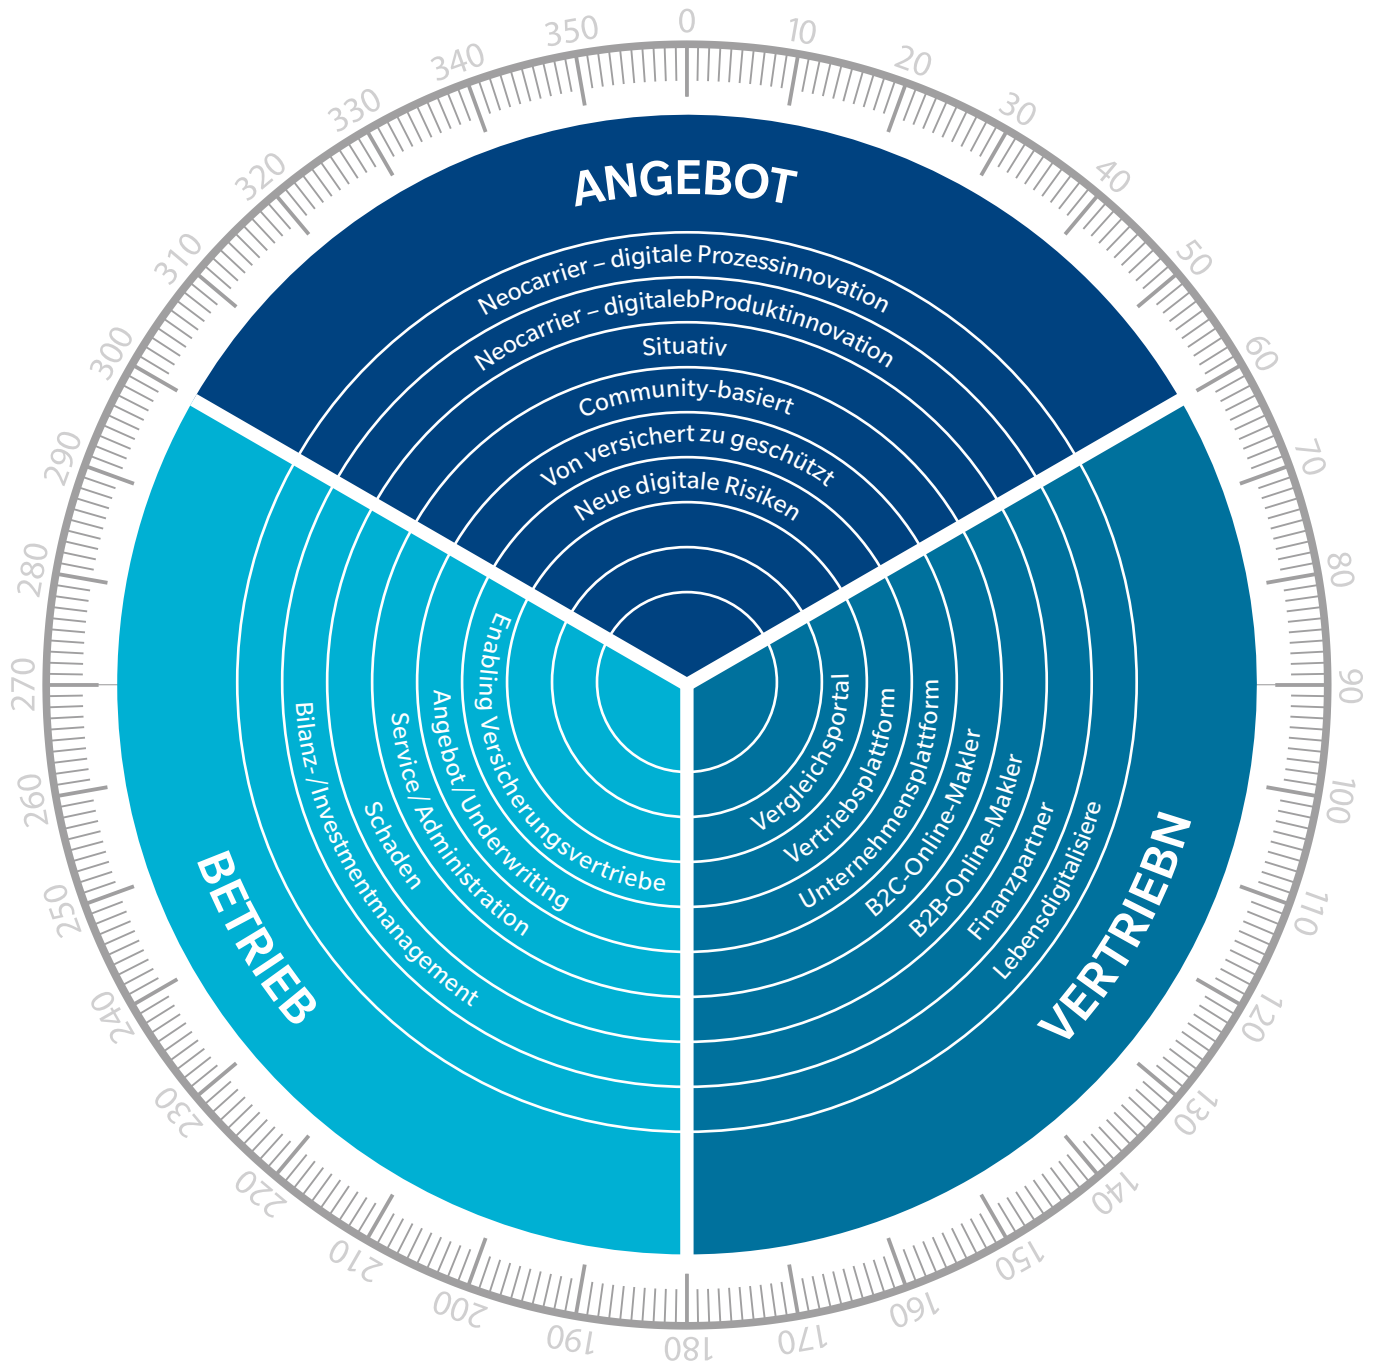 0
10
20
30
40
50
60
70
80
90
100
110
120
130
140
150
160
170
180
190
200
210
220
230
240
250
260
270
280
290
300
310
320
330
340
350
ANGEBOT
Neocarrier – digitale Prozessinnovation
Neocarrier – digitalebProduktinnovation
Situativ
Community-basiert
Von versichert zu geschützt
Neue digitale Risiken
VERTRIEBN
Vergleichsportal
Vertriebsplattform
Unternehmensplattform
B2C-Online-Makler
B2B-Online-Makler
Finanzpartner
Lebensdigitalisiere
BETRIEB
Enabling Versicherungsvertriebe
Angebot/Underwriting
Service/Administration
Schaden
Bilanz-/Investmentmanagement